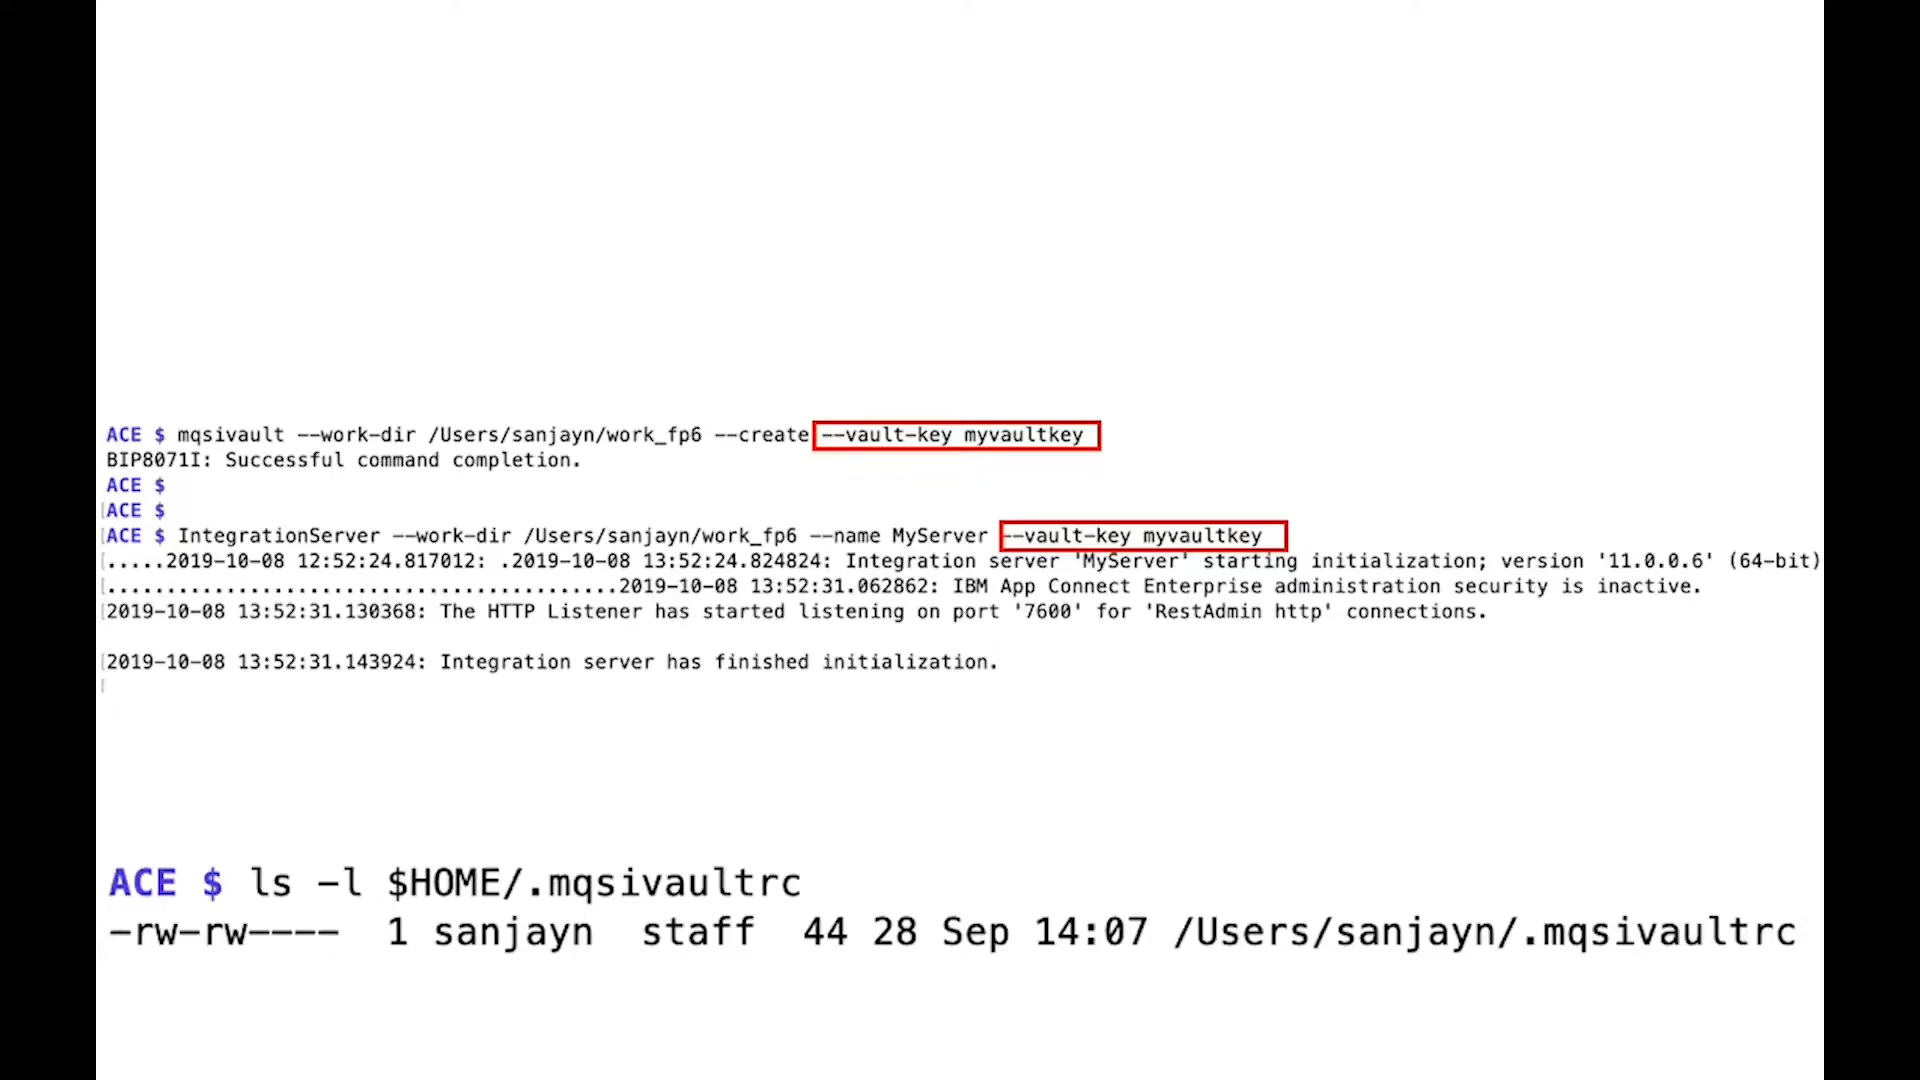 ACE $ mqsivault --work-dir /Users/sanjayn/work_fp6 --create --vault-key myvaultkey
BIP8071I: Successful command completion.
ACE $
ACE $
ACE $ IntegrationServer --work-dir /Users/sanjayn/work_fp6 --name MyServer --vault-key myvaultkey
.....2019-10-08 12:52:24.817012: .2019-10-08 13:52:24.824824: Integration server 'MyServer' starting initialization; version '11.0.0.6' (64-bit)
...........................................2019-10-08 13:52:31.062862: IBM App Connect Enterprise administration security is inactive.
2019-10-08 13:52:31.130368: The HTTP Listener has started listening on port '7600' for 'RestAdmin http' connections.
2019-10-08 13:52:31.143924: Integration server has finished initialization.
ACE $ ls -l $HOME/.mqsivaultrc
-rw-rw---- 1 sanjayn staff 44 28 Sep 14:07 /Users/sanjayn/.mqsivaultrc